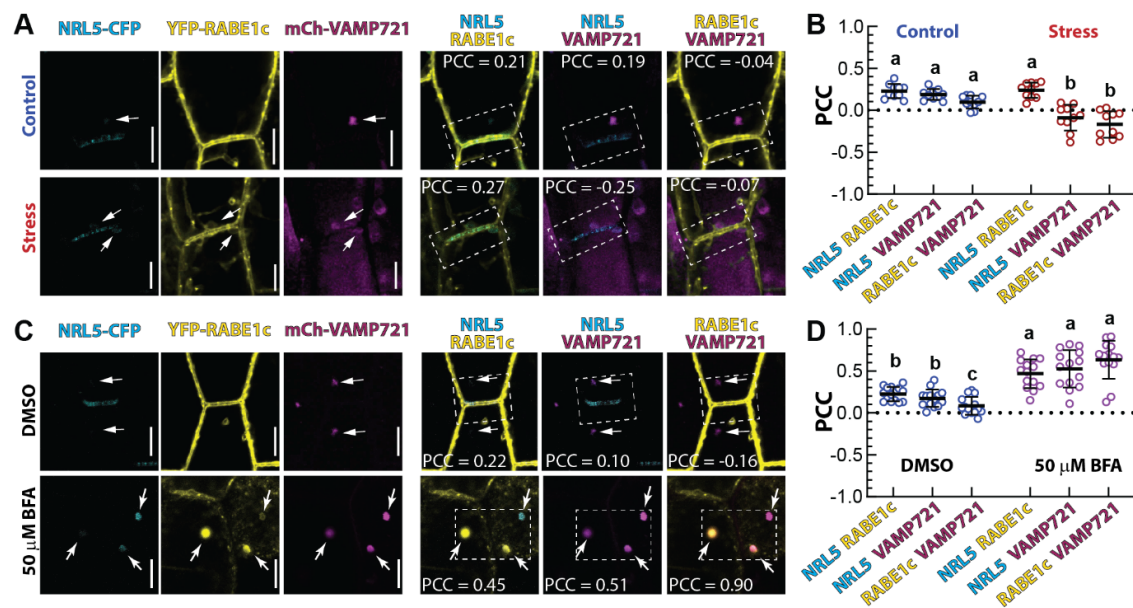 A
NRL5-CFP YFP-RABE1c mCh-VAMP721
NRL5 NRL5 RABE1c
RABE1c VAMP721 VAMP721
Control
PCC = 0.21 PCC = 0.19 PCC = -0.04
Stress
PCC = 0.27 PCC = -0.25 PCC = -0.07
B
Control Stress
a a a a b b
PCC
1.0
0.5
0.0
-0.5
-1.0
NRL5 RABE1c
NRL5 VAMP721
RABE1c VAMP721
NRL5 RABE1c
NRL5 VAMP721
RABE1c VAMP721
C
NRL5-CFP YFP-RABE1c mCh-VAMP721
NRL5 NRL5 RABE1c
RABE1c VAMP721 VAMP721
DMSO
PCC = 0.22 PCC = 0.10 PCC = -0.16
50 μM BFA
PCC = 0.45 PCC = 0.51 PCC = 0.90
D
b b c a a a
PCC
1.0
0.5
0.0
-0.5
1.0
DMSO 50 μM BFA
NRL5 RABE1c
NRL5 VAMP721
RABE1c VAMP721
NRL5 RABE1c
NRL5 VAMP721
RABE1c VAMP721